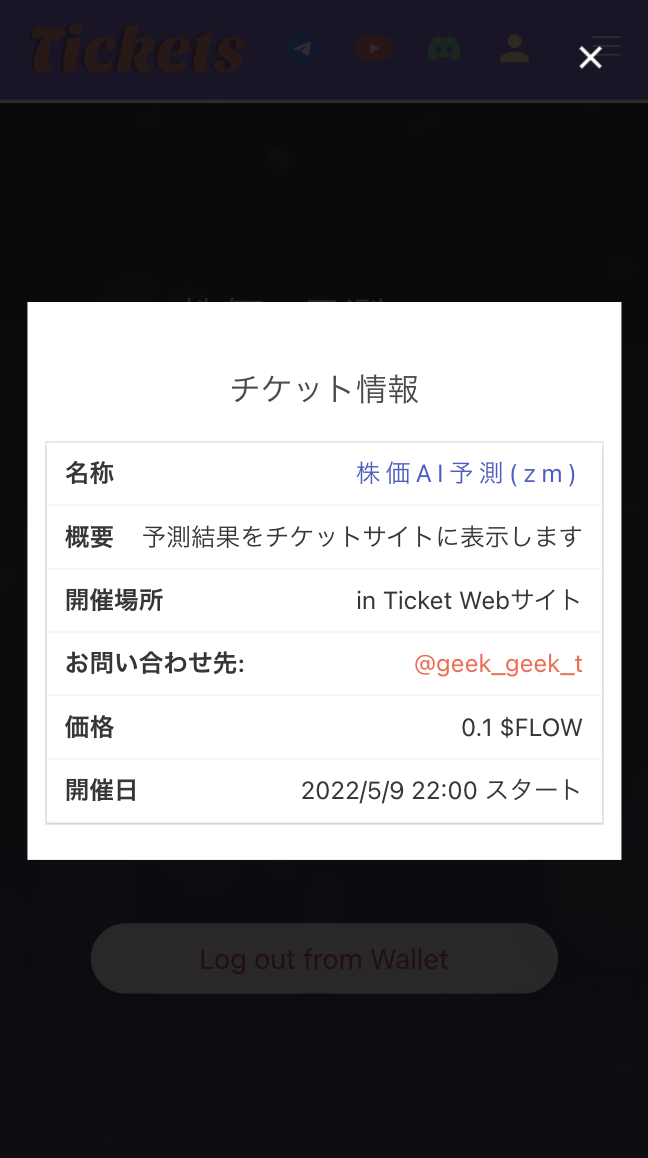 Tickets
チケット情報
名称 株価AI予測(zm)
概要 予測結果をチケットサイトに表示します
開催場所 in Ticket Webサイト
お問い合わせ先: @geek_geek_t
価格 0.1 $FLOW
開催日 2022/5/9 22:00 スタート
Log out from Wallet